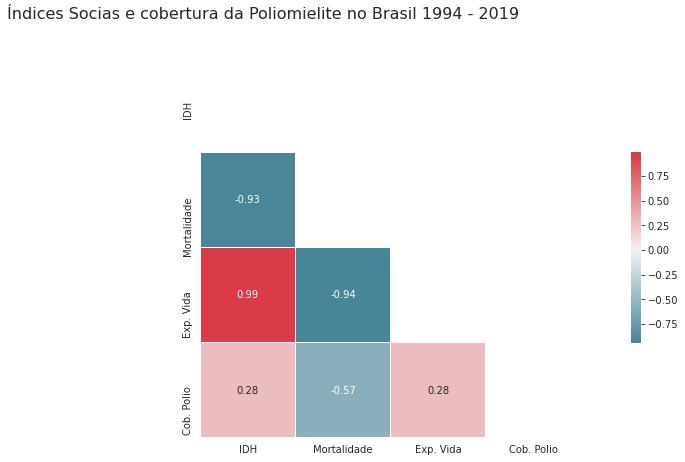 Índices Socias e cobertura da Poliomielite no Brasil 1994 - 2019
IDH
Mortalidade
Exp. Vida
Cob. Polio
-0.93
0.99
-0.94
0.28
-0.57
0.28
IDH
Mortalidade
Exp. Vida
Cob. Polio
0.75
0.50
0.25
0.00
−0.25
−0.50
−0.75